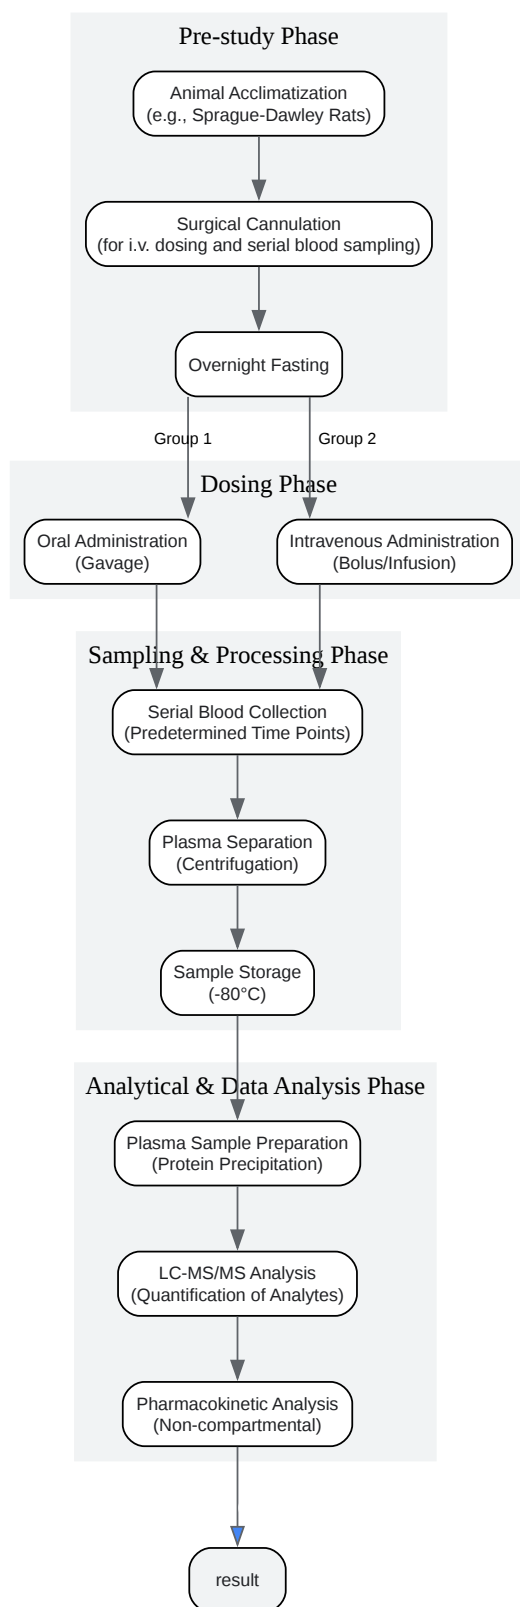 Pre-study Phase
Animal Acclimatization
(e.g., Sprague-Dawley Rats)
Surgical Cannulation
(for i.v. dosing and serial blood sampling)
Overnight Fasting
Group 1
Group 2
Dosing Phase
Oral Administration
(Gavage)
Intravenous Administration
(Bolus/Infusion)
Sampling & Processing Phase
Serial Blood Collection
(Predetermined Time Points)
Plasma Separation
(Centrifugation)
Sample Storage
(-80°C)
Analytical & Data Analysis Phase
Plasma Sample Preparation
(Protein Precipitation)
LC-MS/MS Analysis
(Quantification of Analytes)
Pharmacokinetic Analysis
(Non-compartmental)
result